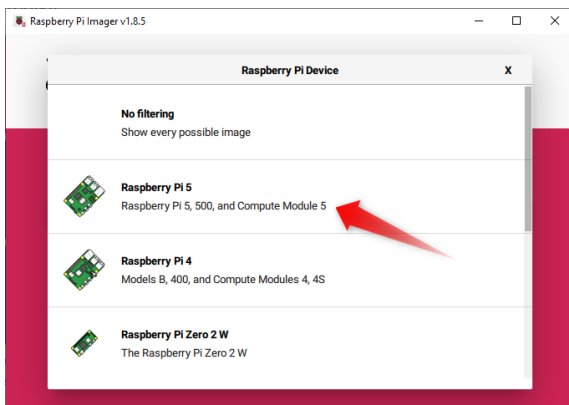 Raspberry Pi Imager v1.8.5
Raspberry Pi Device
X
No filtering
Show every possible image
Raspberry Pi 5
Raspberry Pi 5, 500, and Compute Module 5
Raspberry Pi 4
Models B, 400, and Compute Modules 4, 4S
Raspberry Pi Zero 2 W
The Raspberry Pi Zero 2 W